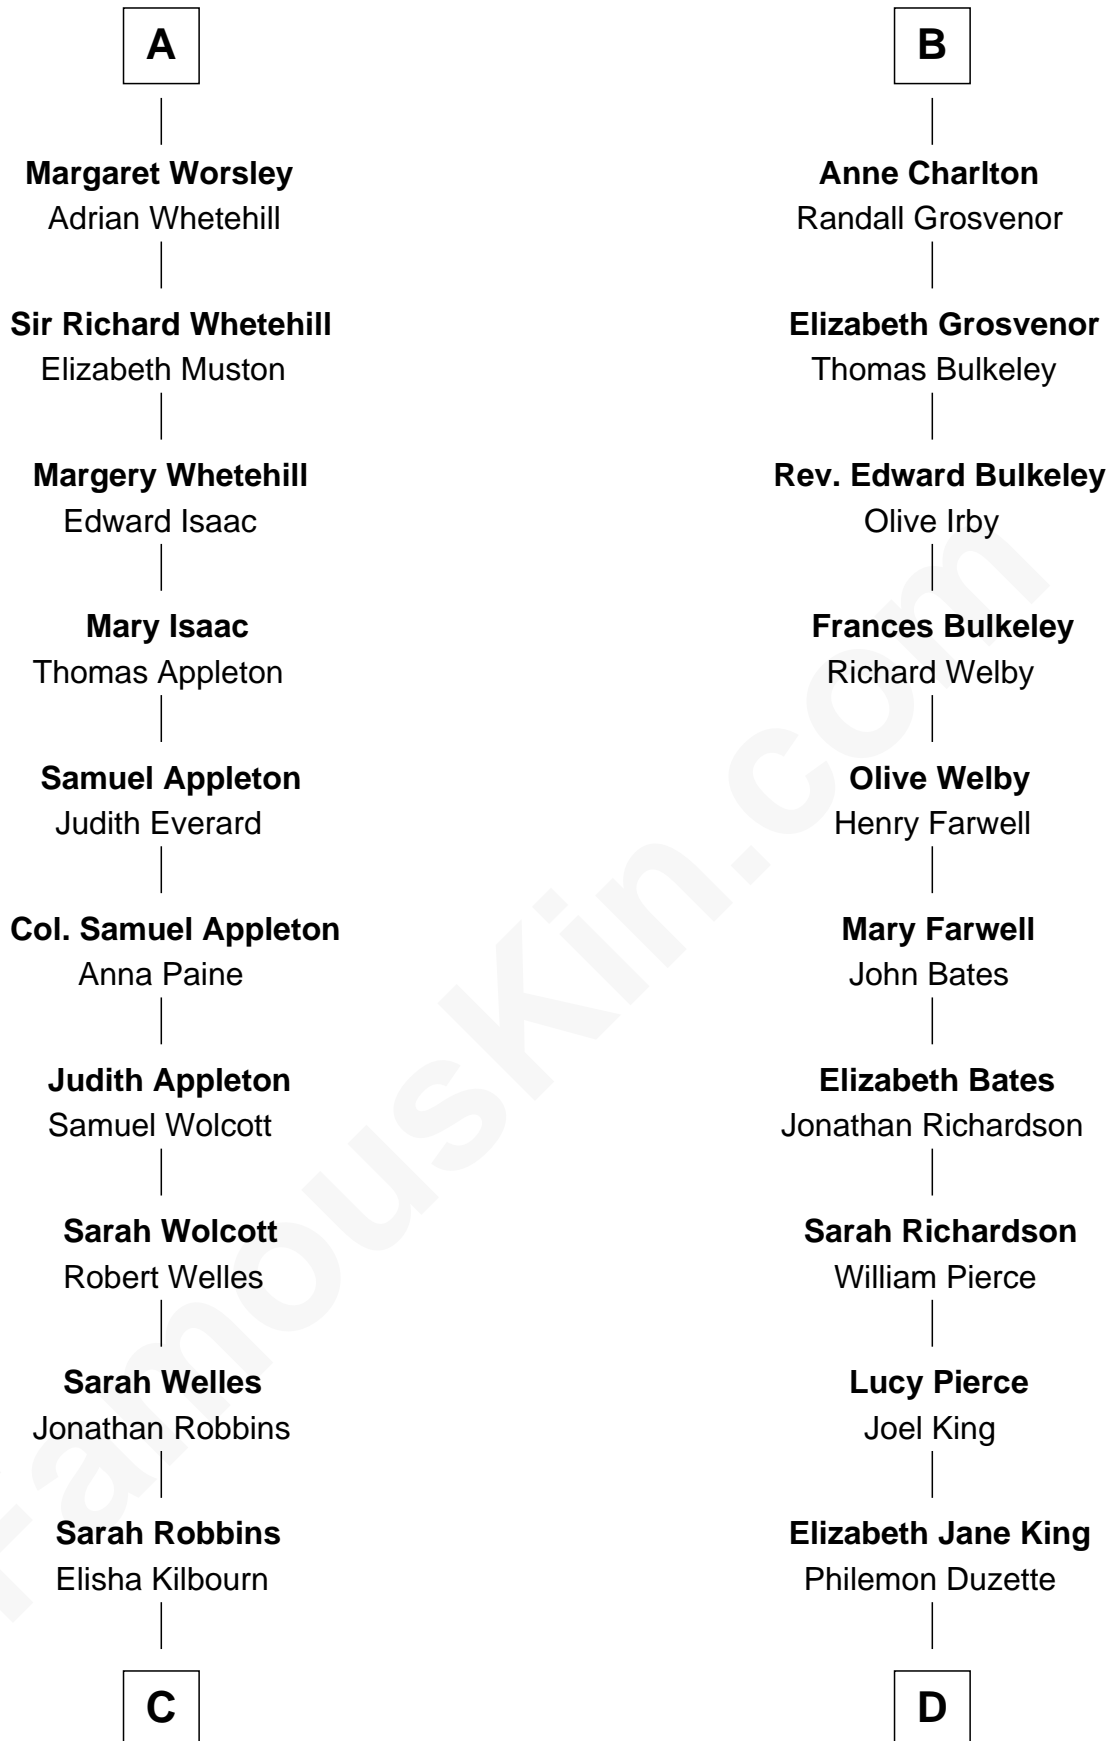 A
Margaret Worsley
Adrian Whetehill
Sir Richard Whetehill
Elizabeth Muston
Margery Whetehill
Edward Isaac
Mary Isaac
Thomas Appleton
Samuel Appleton
Judith Everard
Col. Samuel Appleton
Anna Paine
Judith Appleton
Samuel Wolcott
Sarah Wolcott
Robert Welles
Sarah Welles
Jonathan Robbins
Sarah Robbins
Elisha Kilbourn
C
B
Anne Charlton
Randall Grosvenor
Elizabeth Grosvenor
Thomas Bulkeley
Rev. Edward Bulkeley
Olive Irby
Frances Bulkeley
Richard Welby
Olive Welby
Henry Farwell
Mary Farwell
John Bates
Elizabeth Bates
Jonathan Richardson
Sarah Richardson
William Pierce
Lucy Pierce
Joel King
Elizabeth Jane King
Philemon Duzette
D
FamousKin.com